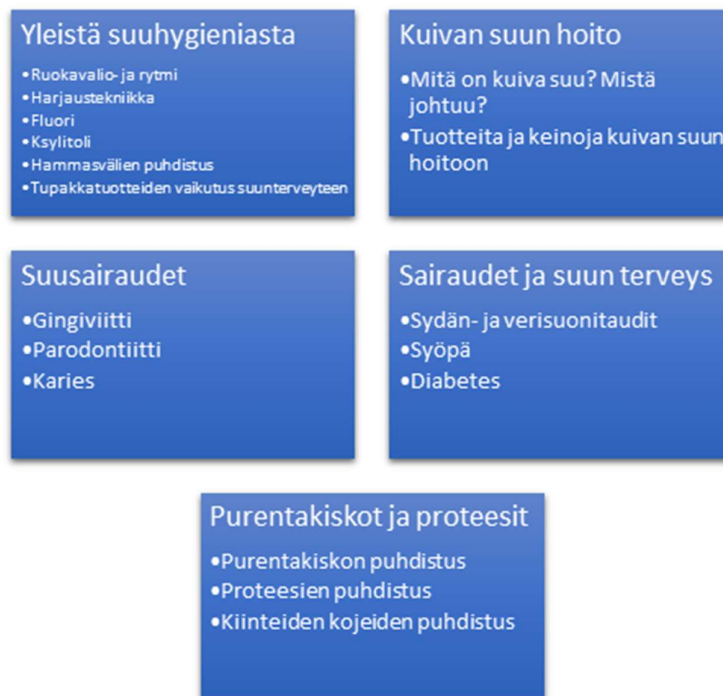 Yleistä suuhygieniasta
•Ruokavalio- ja rytmi
•Harjaustekniikka
•Fluori
•Ksylitoli
•Hammasvälien puhdistus
•Tupakkatuotteiden vaikutus suunterveyteen
Kuivan suun hoito
•Mitä on kuiva suu? Mistä
johtuu?
•Tuotteita ja keinoja kuivan suun
hoitoon
Suusairaudet
•Gingiviitti
•Parodontiitti
•Karies
Sairaudet ja suun terveys
•Sydän- ja verisuonitaudit
•Syöpä
•Diabetes
Purentakiskot ja proteesit
•Purentakiskon puhdistus
•Proteesien puhdistus
•Kiinteiden kojeiden puhdistus